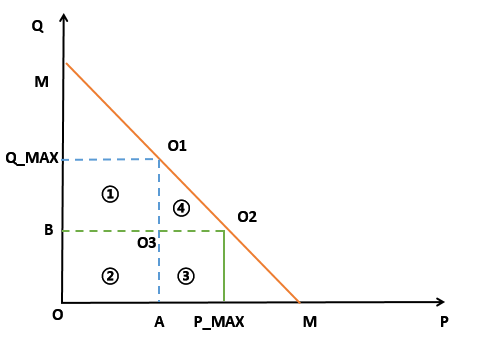 Q
M
Q_MAX
O1
①
④
O2
B
O3
②
③
O
A
P_MAX
M
P